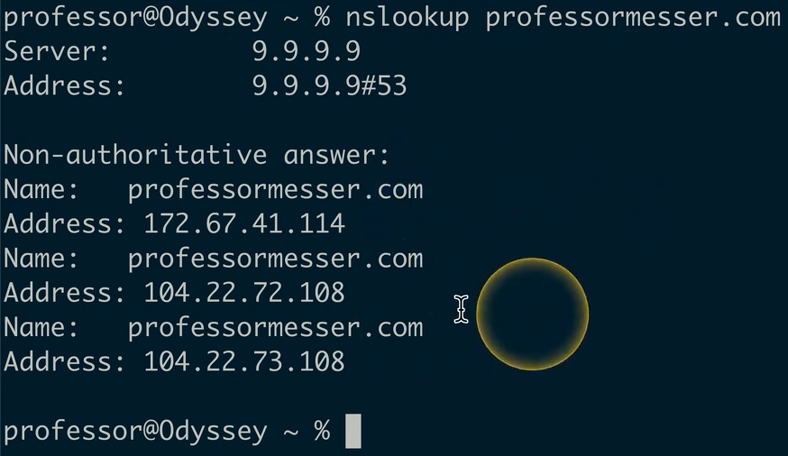 professor@Odyssey ~ % nslookup professormesser.com
Server: 9.9.9.9
Address: 9.9.9.9#53
Non-authoritative answer:
Name: professormesser.com
Address: 172.67.41.114
Name: professormesser.com
Address: 104.22.72.108
Name: professormesser.com
Address: 104.22.73.108
professor@Odyssey ~ %